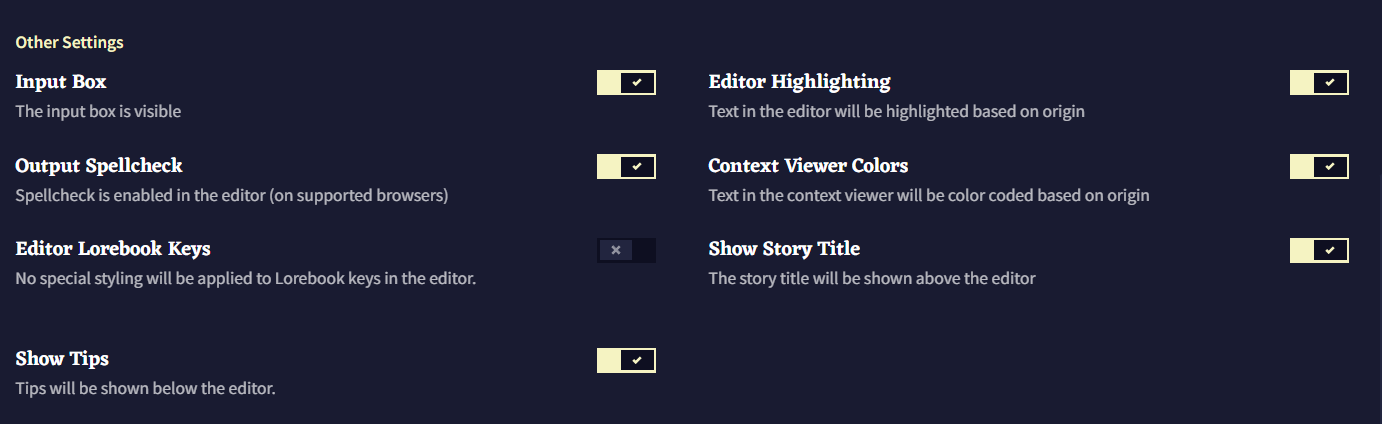 Other Settings
Input Box
The input box is visible
Editor Highlighting
Text in the editor will be highlighted based on origin
Output Spellcheck
Spellcheck is enabled in the editor (on supported browsers)
Context Viewer Colors
Text in the context viewer will be color coded based on origin
Editor Lorebook Keys
No special styling will be applied to Lorebook keys in the editor.
Show Story Title
The story title will be shown above the editor
Show Tips
Tips will be shown below the editor.